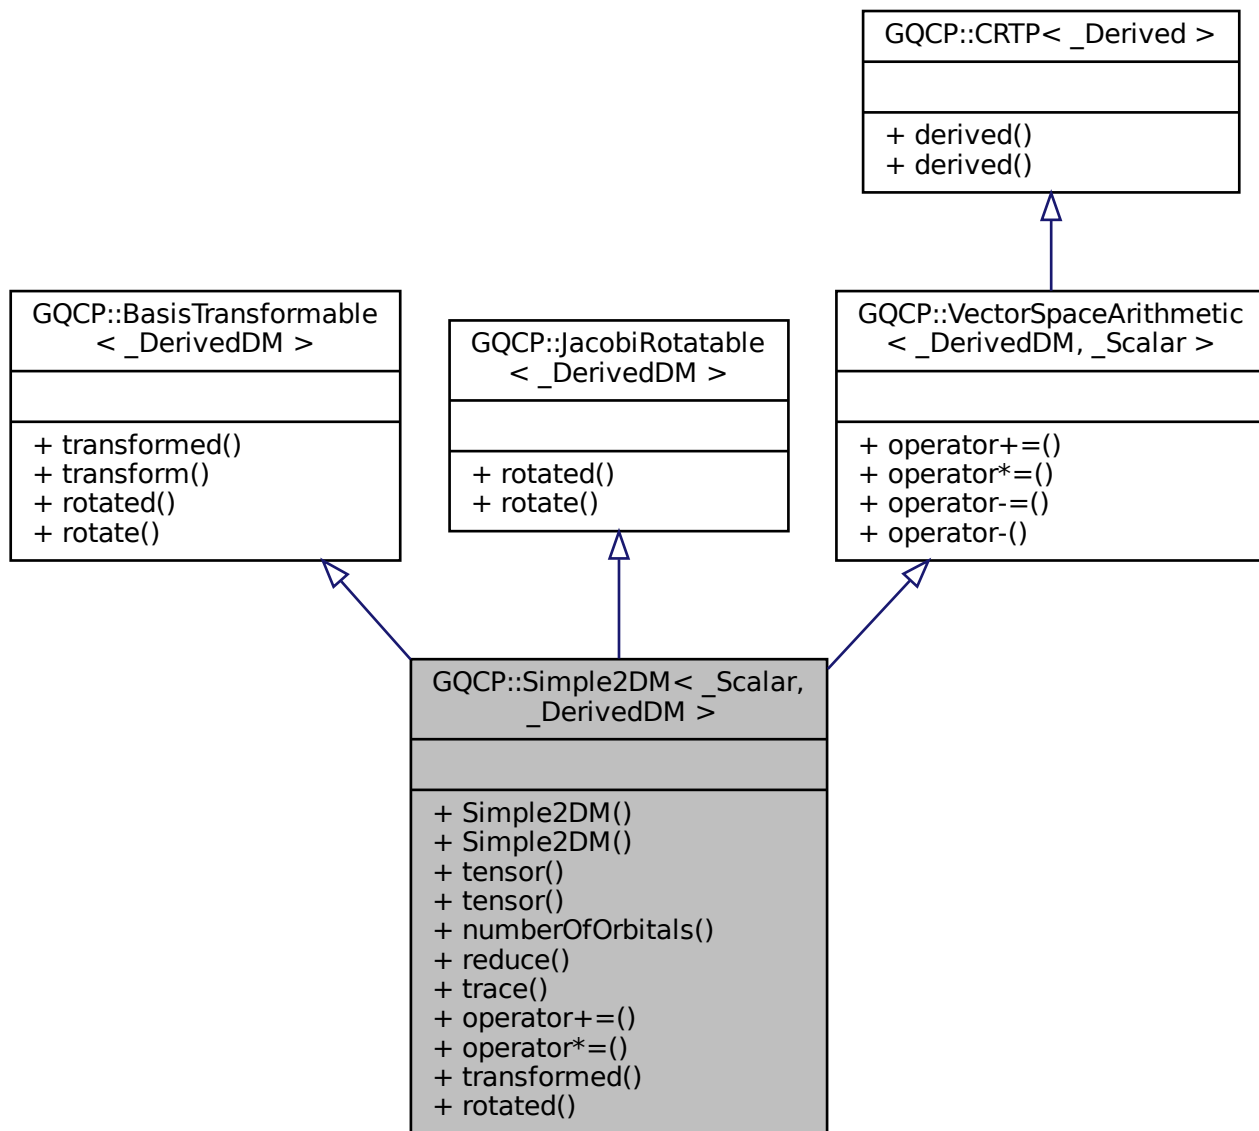 GQCP::CRTP< _Derived >
+ derived()
+ derived()
GQCP::BasisTransformable
< _DerivedDM >
+ transformed()
+ transform()
+ rotated()
+ rotate()
GQCP::JacobiRotatable
< _DerivedDM >
+ rotated()
+ rotate()
GQCP::VectorSpaceArithmetic
< _DerivedDM, _Scalar >
+ operator+=()
+ operator*=()
+ operator-=()
+ operator-()
GQCP::Simple2DM< _Scalar,
_DerivedDM >
+ Simple2DM()
+ Simple2DM()
+ tensor()
+ tensor()
+ numberOfOrbitals()
+ reduce()
+ trace()
+ operator+=()
+ operator*=()
+ transformed()
+ rotated()